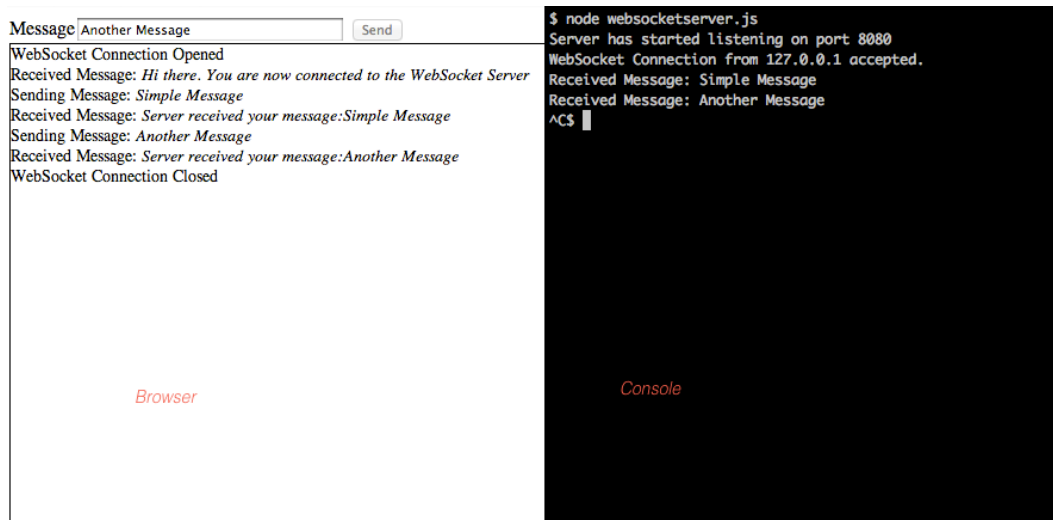 Message Another Message Send
WebSocket Connection Opened
Received Message: Hi there. You are now connected to the WebSocket Server
Sending Message: Simple Message
Received Message: Server received your message:Simple Message
Sending Message: Another Message
Received Message: Server received your message:Another Message
WebSocket Connection Closed
Browser
$ node websocketserver.js
Server has started listening on port 8080
WebSocket Connection from 127.0.0.1 accepted.
Received Message: Simple Message
Received Message: Another Message
^C$
Console